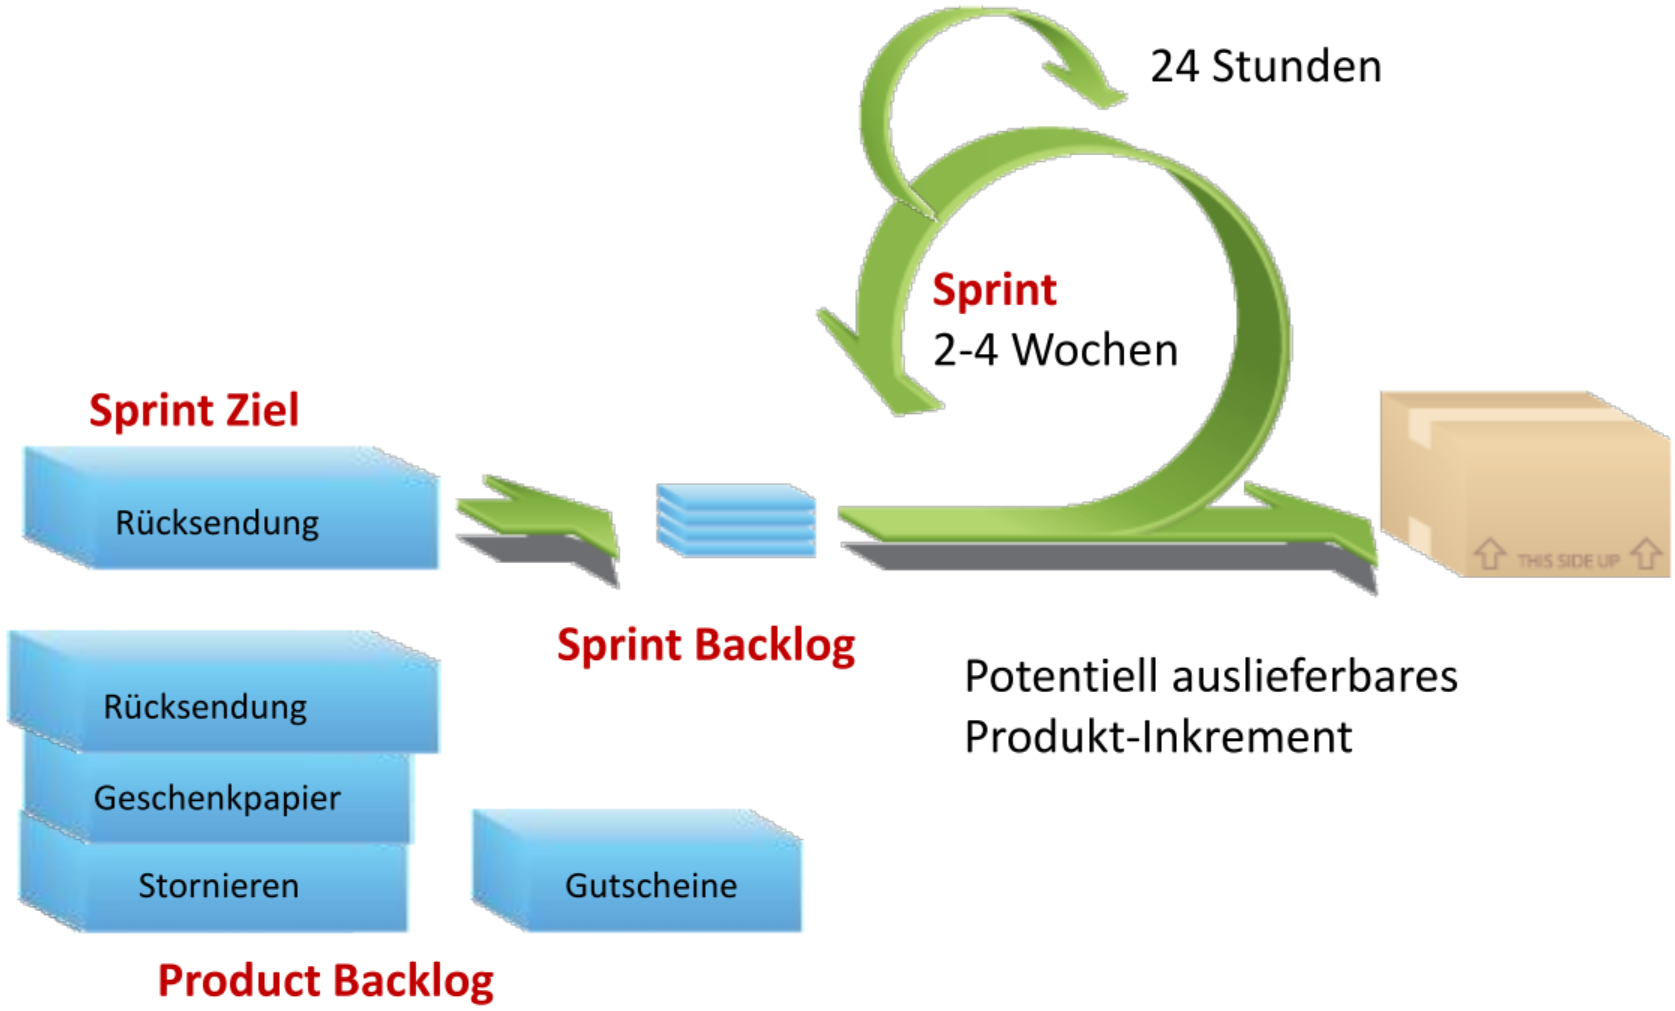 24 Stunden
Sprint
2-4 Wochen
Sprint Ziel
Rücksendung
THIS SIDE UP
Sprint Backlog
Potentiell auslieferbares
Produkt-Inkrement
Rücksendung
Geschenkpapier
Stornieren
Gutscheine
Product Backlog